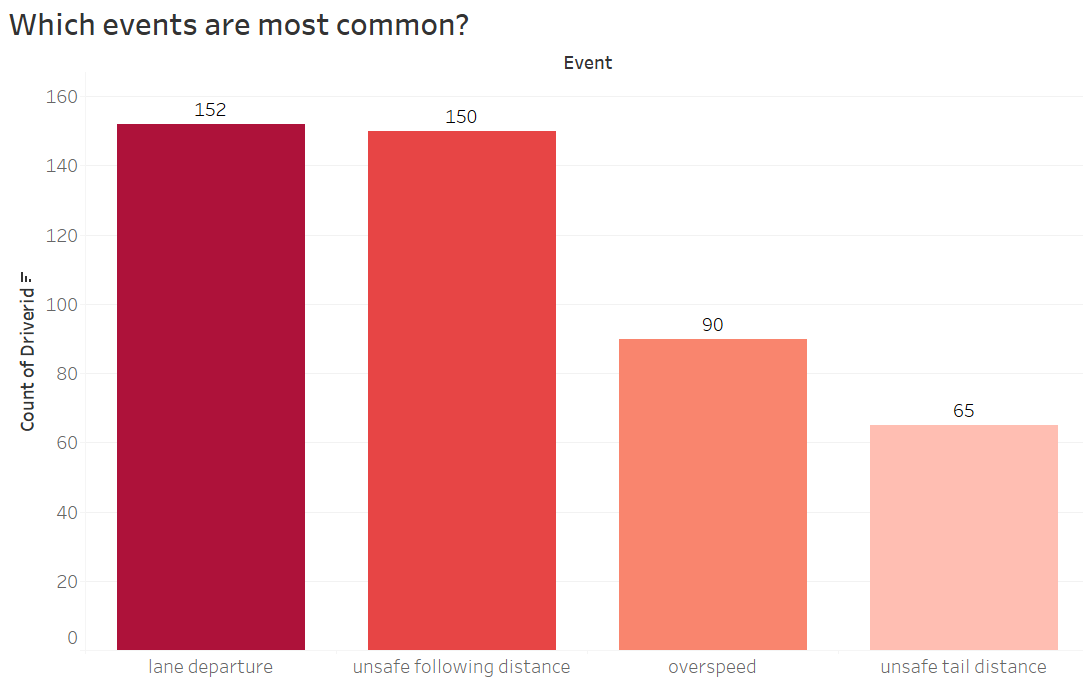 Which events are most common?
Event
Count of Driverid
160
140
120
100
80
60
40
20
0
152
150
90
65
lane departure
unsafe following distance
overspeed
unsafe tail distance